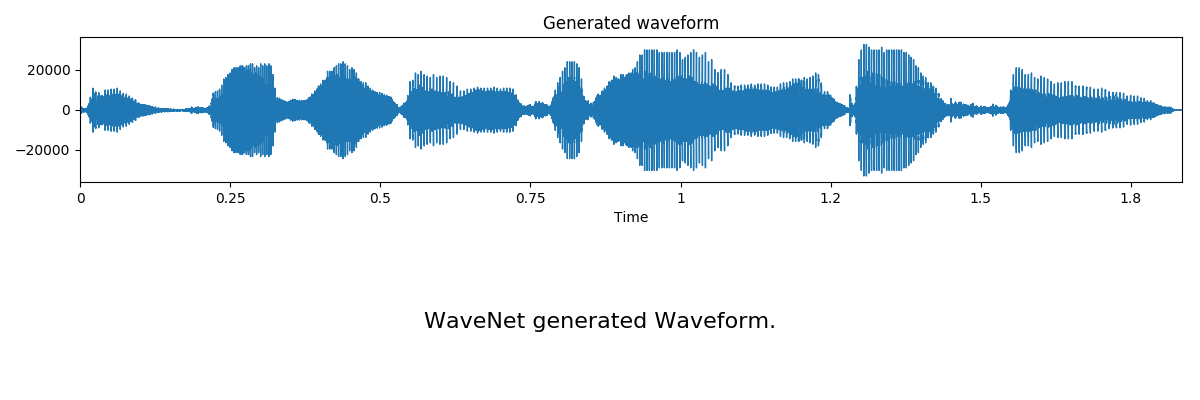 Generated waveform
20000
0
−20000
0 0.25 0.5 0.75 1 1.2 1.5 1.8
Time
WaveNet generated Waveform.